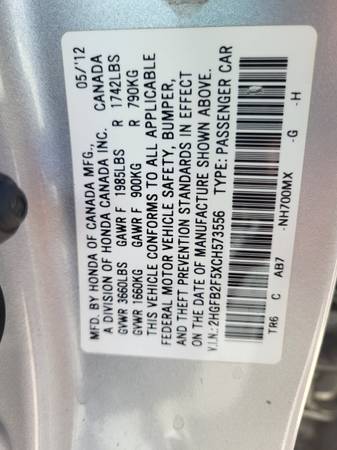 MFD. BY HONDA OF CANADA MFG., 05/'12
A DIVISION OF HONDA CANADA INC. CANADA
GVWR 3660LBS GAWR F 1985LBS R 1742LBS
GVWR 1660KG GAWR F 900KG R 790KG
THIS VEHICLE CONFORMS TO ALL APPLICABLE
FEDERAL MOTOR VEHICLE SAFETY, BUMPER,
AND THEFT PREVENTION STANDARDS IN EFFECT
ON THE DATE OF MANUFACTURE SHOWN ABOVE.
V.I.N.: 2HGFB2F5XCH573556 TYPE: PASSENGER CAR
TR6 C AB7 -NH700MX -G -H